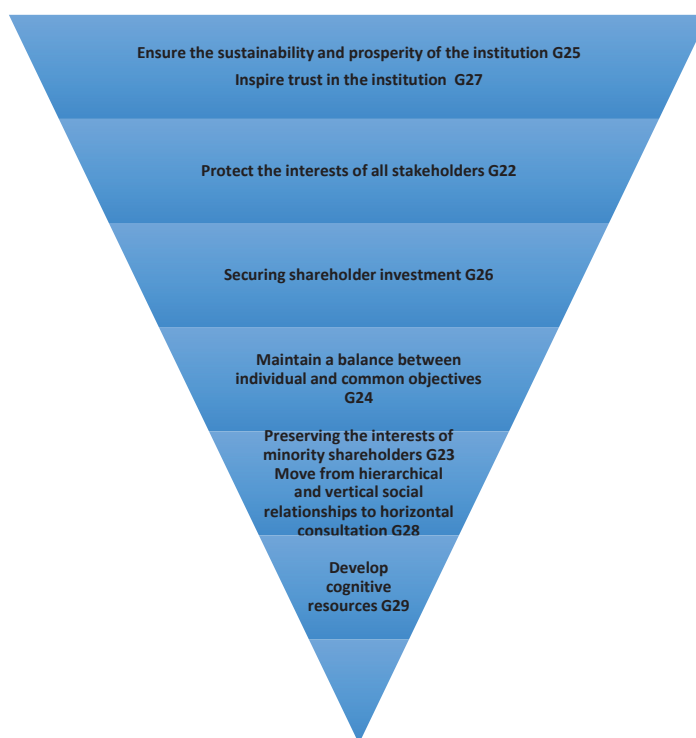 Ensure the sustainability and prosperity of the institution G25
Inspire trust in the institution  G27
Protect the interests of all stakeholders G22
Securing shareholder investment G26
Maintain a balance between
individual and common objectives
G24
Preserving the interests of
minority shareholders G23
Move from hierarchical
and vertical social
relationships to horizontal
consultation G28
Develop
cognitive
resources G29